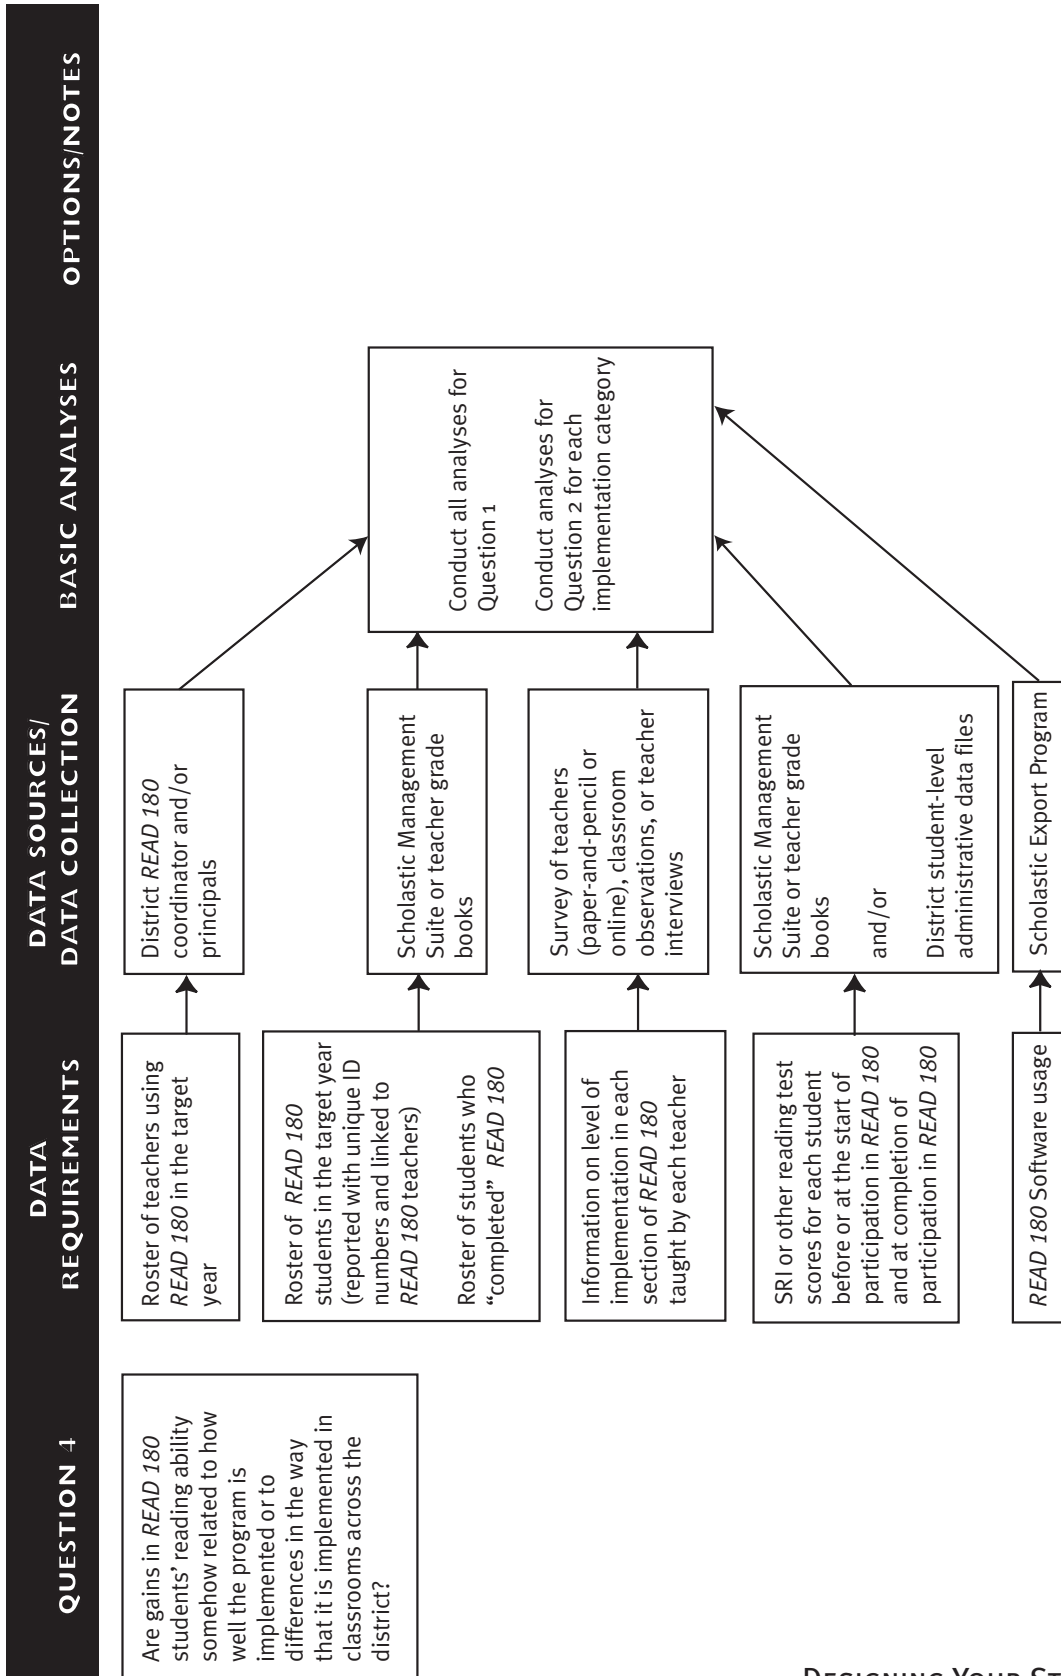 QUESTION 4
DATA
REQUIREMENTS
DATA SOURCES/
DATA COLLECTION
BASIC ANALYSES
OPTIONS/NOTES
Are gains in READ 180
students’ reading ability
somehow related to how
well the program is
implemented or to
differences in the way
that it is implemented in
classrooms across the
district?
Roster of teachers using
READ 180 in the target
year
District READ 180
coordinator and/or
principals
Roster of READ 180
students in the target year
(reported with unique ID
numbers and linked to
READ 180 teachers)
Roster of students who
“completed” READ 180
Scholastic Management
Suite or teacher grade
books
Information on level of
implementation in each
section of READ 180
taught by each teacher
Survey of teachers
(paper-and-pencil or
online), classroom
observations, or teacher
interviews
SRI or other reading test
scores for each student
before or at the start of
participation in READ 180
and at completion of
participation in READ 180
Scholastic Management
Suite or teacher grade
books
and/or
District student-level
administrative data files
READ 180 Software usage
Scholastic Export Program
Conduct all analyses for
Question 1
Conduct analyses for
Question 2 for each
implementation category
DESIGNING YOUR ST